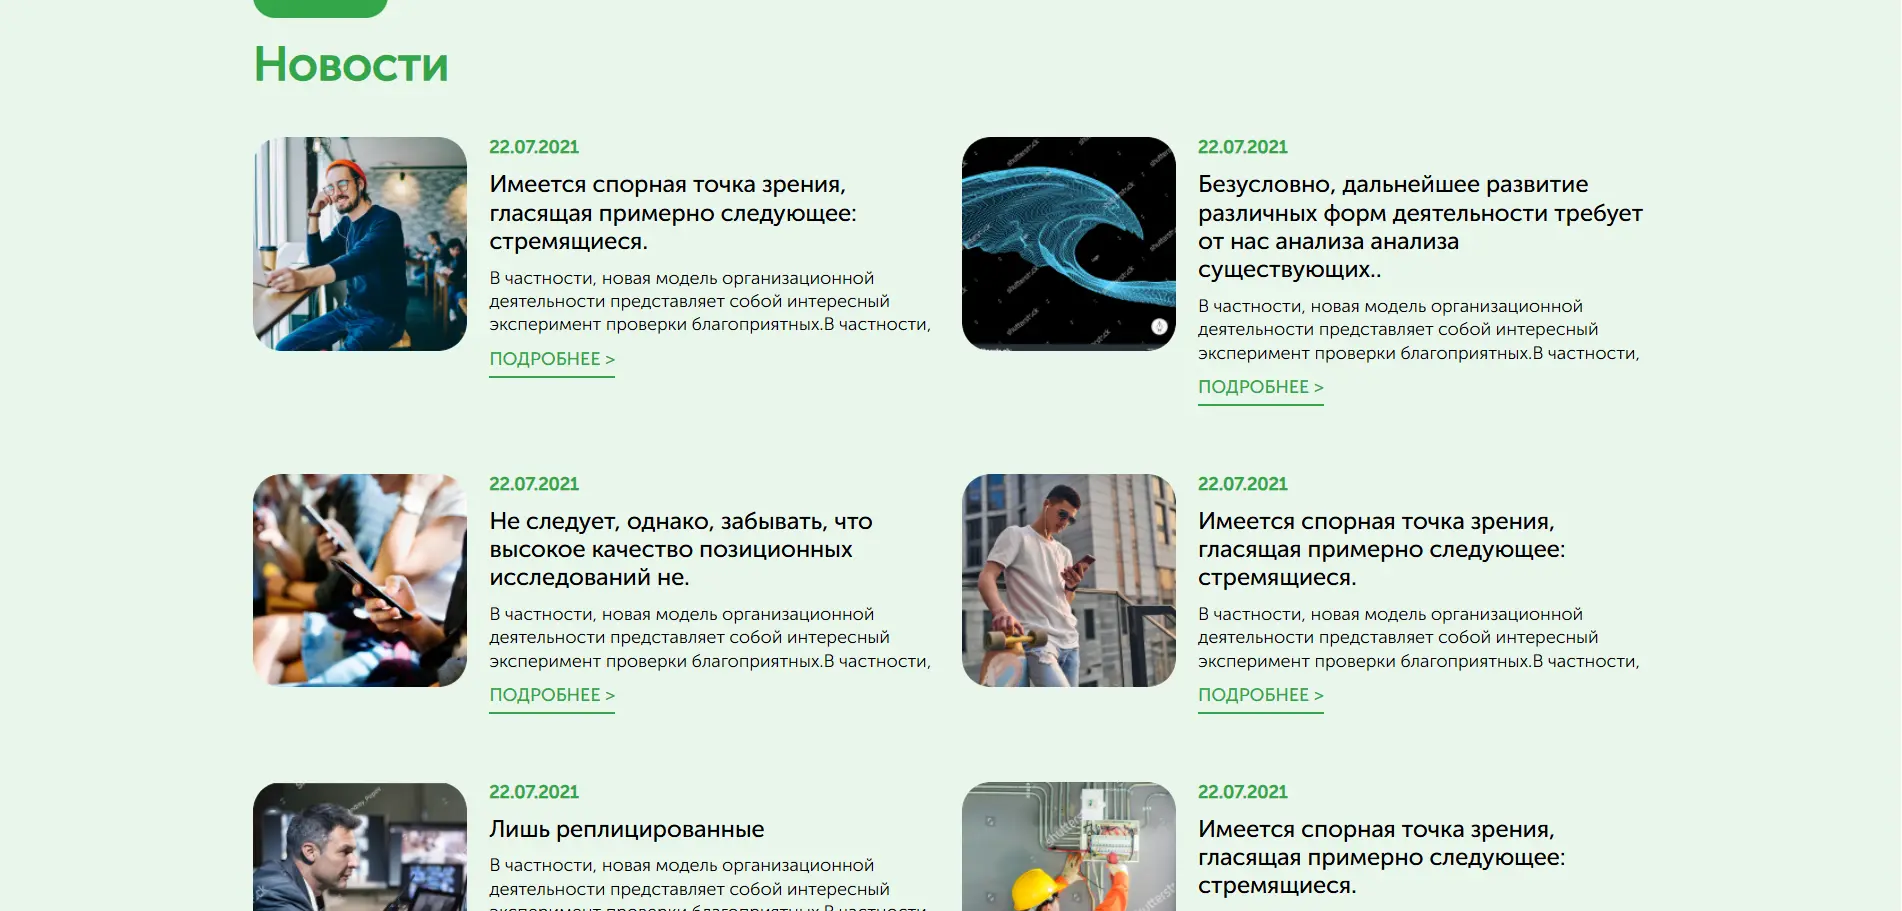 Новости
22.07.2021
Имеется спорная точка зрения,
гласящая примерно следующее:
стремящиеся.
В частности, новая модель организационной
деятельности представляет собой интересный
эксперимент проверки благоприятных.В частности,
ПОДРОБНЕЕ >
22.07.2021
Безусловно, дальнейшее развитие
различных форм деятельности требует
от нас анализа анализа
существующих..
В частности, новая модель организационной
деятельности представляет собой интересный
эксперимент проверки благоприятных.В частности,
ПОДРОБНЕЕ >
22.07.2021
Не следует, однако, забывать, что
высокое качество позиционных
исследований не.
В частности, новая модель организационной
деятельности представляет собой интересный
эксперимент проверки благоприятных.В частности,
ПОДРОБНЕЕ >
22.07.2021
Имеется спорная точка зрения,
гласящая примерно следующее:
стремящиеся.
В частности, новая модель организационной
деятельности представляет собой интересный
эксперимент проверки благоприятных.В частности,
ПОДРОБНЕЕ >
22.07.2021
Лишь реплицированные
В частности, новая модель организационной
деятельности представляет собой интересный
эксперимент проверки благоприятных.В частности,
22.07.2021
Имеется спорная точка зрения,
гласящая примерно следующее:
стремящиеся.